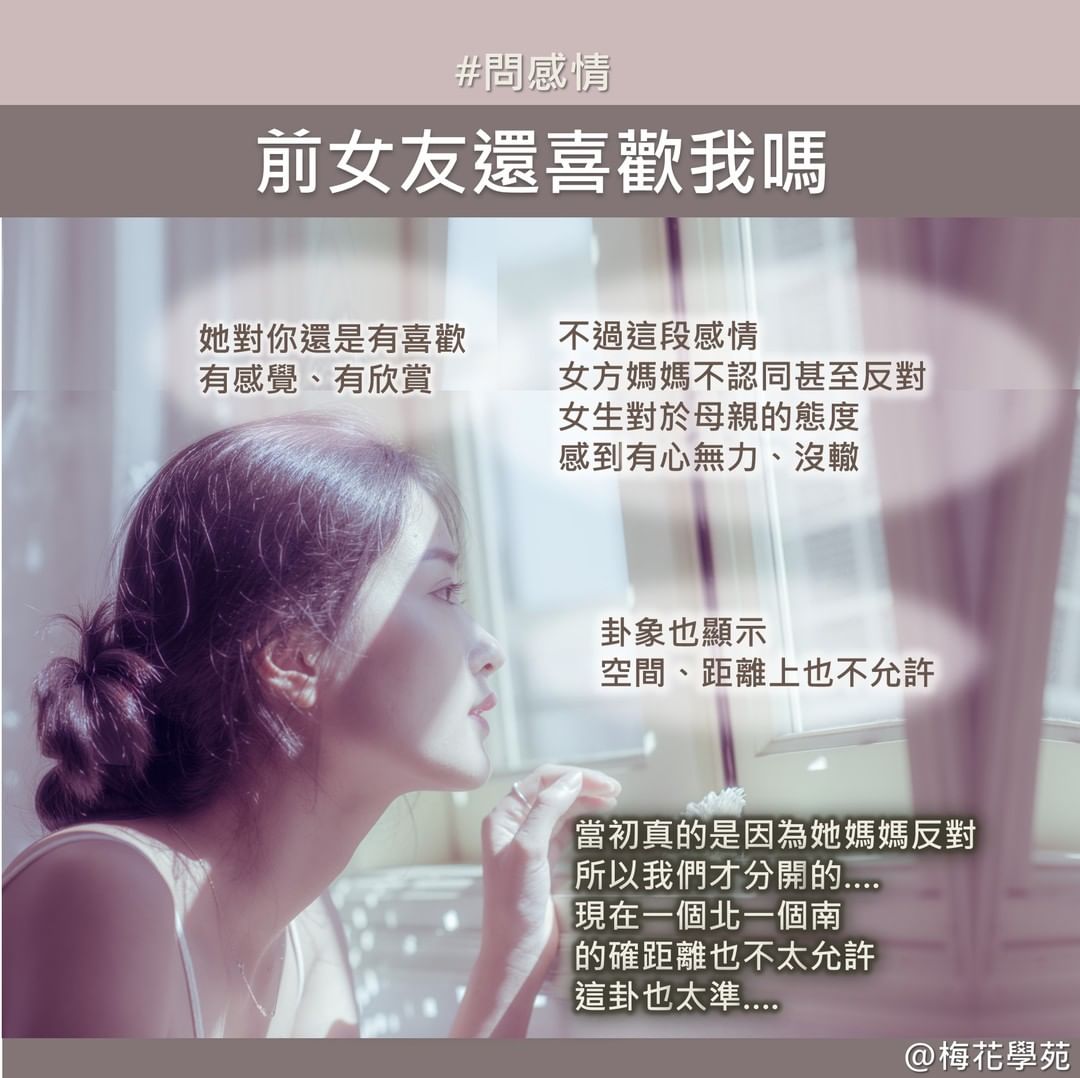 #問感情
前女友還喜歡我嗎
她對你還是有喜歡
有感覺、有欣賞
不過這段感情
女方媽媽不認同甚至反對
女生對於母親的態度
感到有心無力、沒轍
卦象也顯示
空間、距離上也不允許
當初真的是因為她媽媽反對
所以我們才分開的....
現在一個北一個南
的確距離也不太允許
這卦也太準....
@梅花學苑